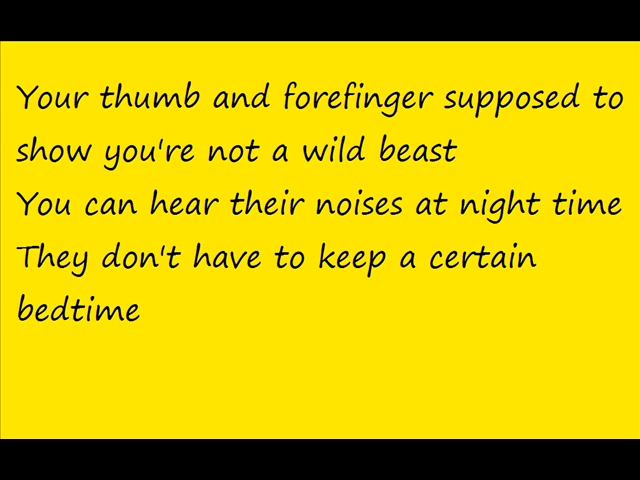 Your thumb and forefinger supposed to
show you're not a wild beast
You can hear their noises at night time
They don't have to keep a certain
bedtime